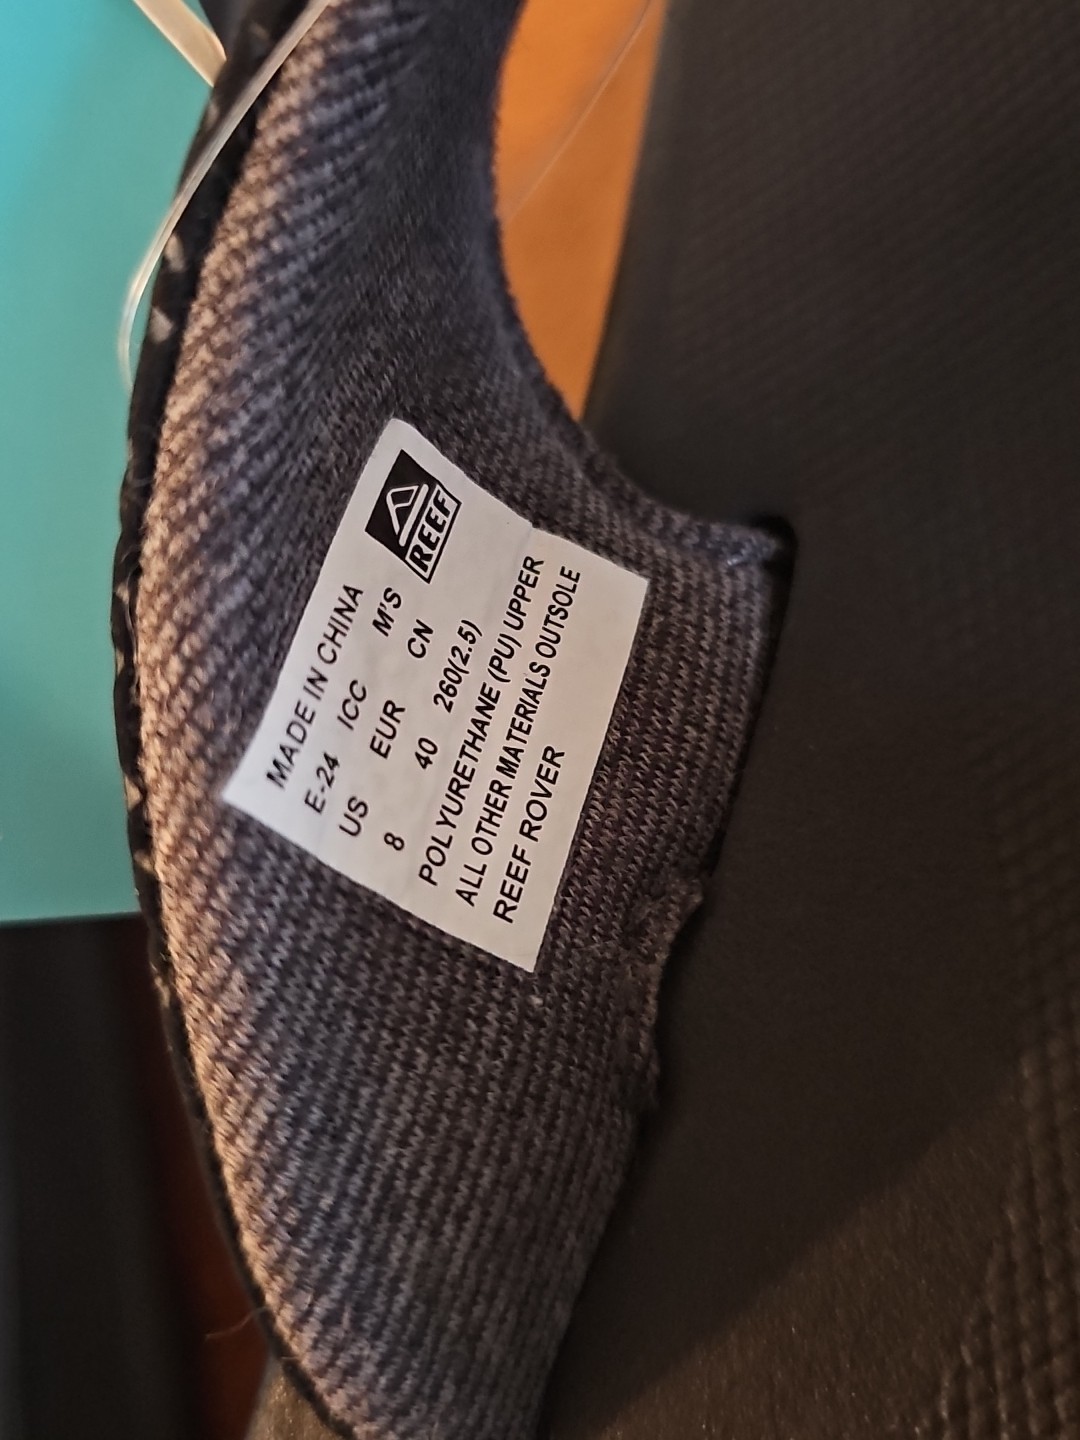 MADE IN CHINA
REEF
E-24 ICC M'S
US EUR CN
8 40 260(2.5)
POLYURETHANE (PU) UPPER
ALL OTHER MATERIALS OUTSOLE
REEF ROVER